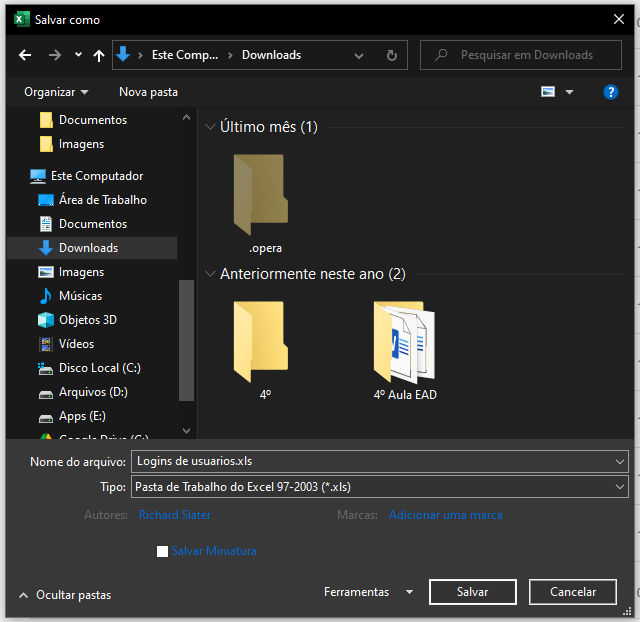 Salvar como
Este Comp... Downloads
Pesquisar em Downloads
Organizar Nova pasta
Documentos
Imagens
Este Computador
Área de Trabalho
Documentos
Downloads
Imagens
Músicas
Objetos 3D
Vídeos
Disco Local (C:)
Arquivos (D:)
Apps (E:)
Google Drive (G:)
Último mês (1)
.opera
Anteriormente neste ano (2)
4º
4º Aula EAD
Nome do arquivo: Logins de usuarios.xls
Tipo: Pasta de Trabalho do Excel 97-2003 (*.xls)
Autores: Richard Slater Marcas: Adicionar uma marca
Salvar Miniatura
Ocultar pastas Ferramentas Salvar Cancelar